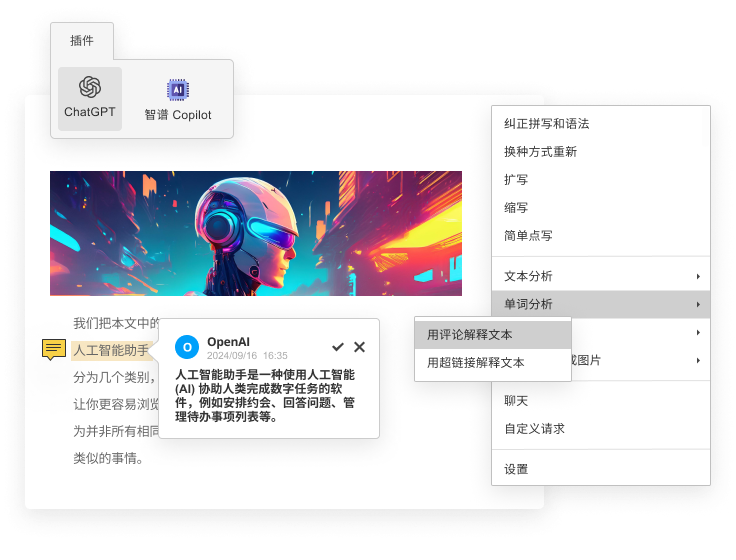 插件
ChatGPT
AI
智谱 Copilot
我们把本文中的
人工智能助手
分为几个类别，
让你更容易浏览
为并非所有相同
类似的事情。
O
OpenAI
2024/09/16 16:35
人工智能助手是一种使用人工智能
(AI) 协助人类完成数字任务的软
件，例如安排约会、回答问题、管
理待办事项列表等。
纠正拼写和语法
换种方式重新
扩写
缩写
简单点写
文本分析
单词分析
用评论解释文本
用超链接解释文本
图片
聊天
自定义请求
设置